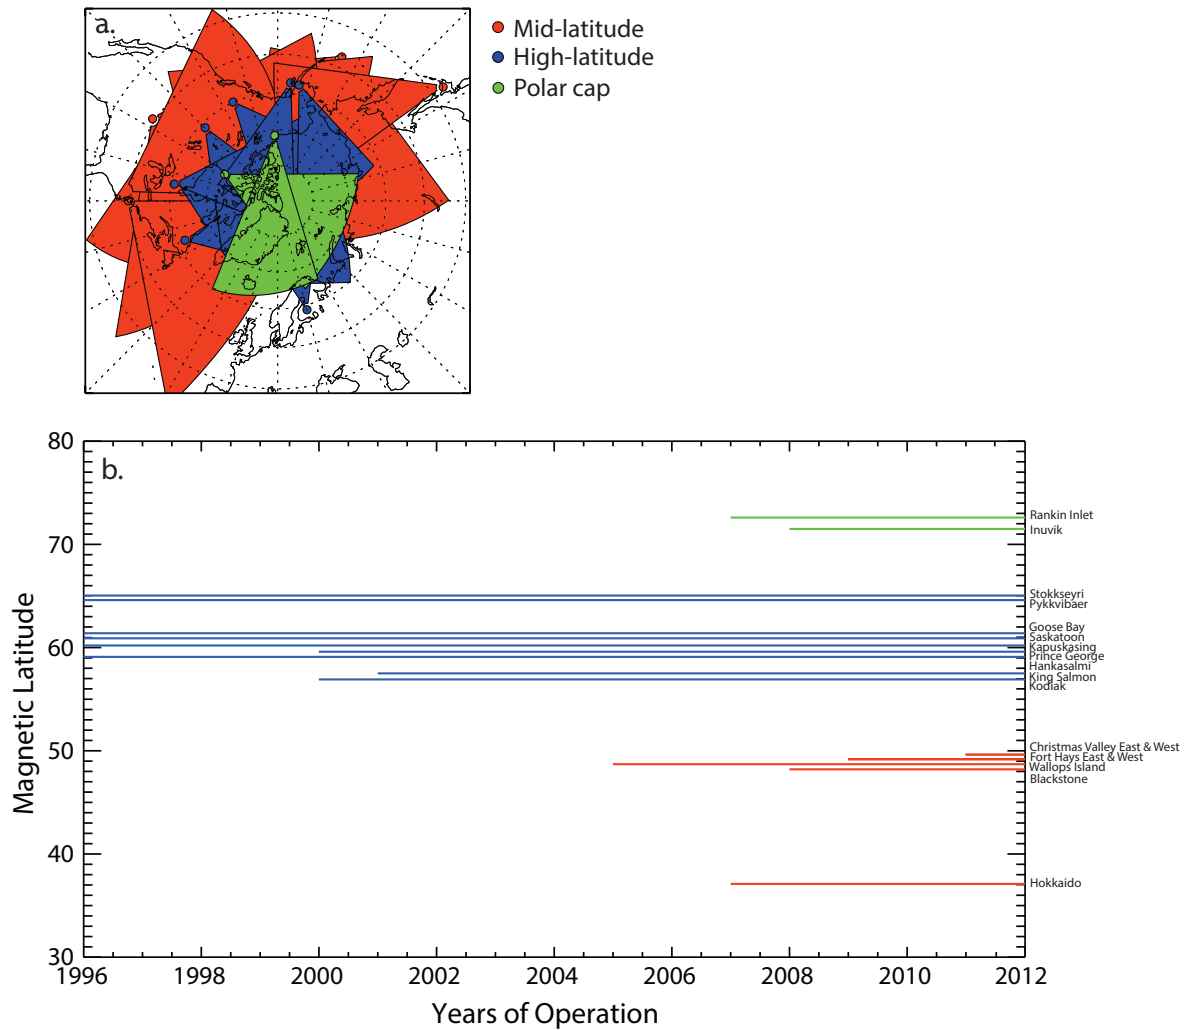 a.
Mid-latitude
High-latitude
Polar cap
b.
Magnetic Latitude
80
70
60
50
40
30
Rankin Inlet
Inuvik
Stokkseyri
Pykkvibaer
Goose Bay
Saskatoon
Kapuskasing
Prince George
Hankasalmi
King Salmon
Kodiak
Christmas Valley East & West
Fort Hays East & West
Wallops Island
Blackstone
Hokkaido
1996 1998 2000 2002 2004 2006 2008 2010 2012
Years of Operation